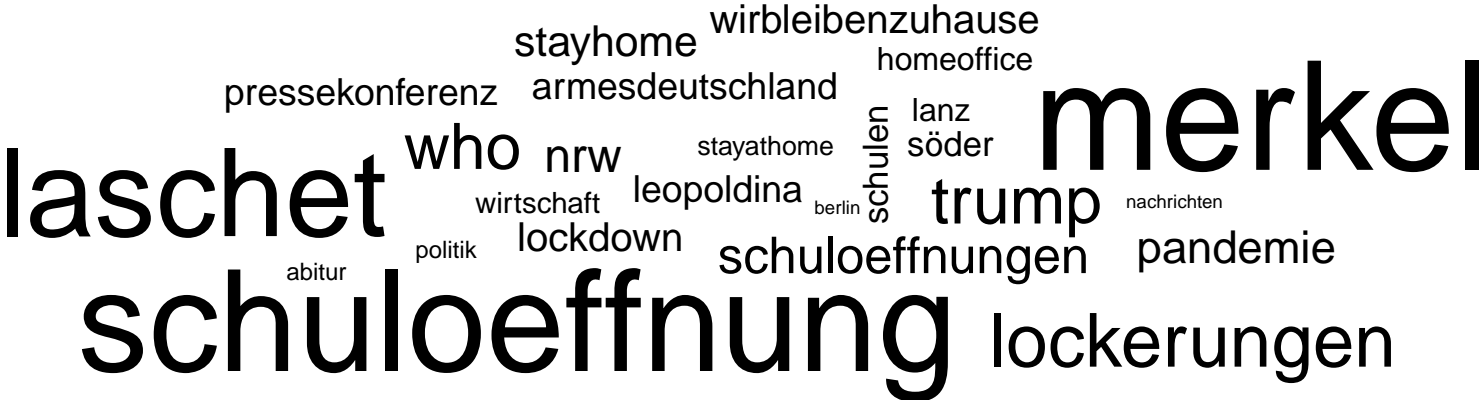 wirbleibenzuhause
stayhome
homeoffice
pressekonferenz
armesdeutschland
merkel
lanz
schulen
söder
who
nrw
stayathome
laschet
leopoldina
trump
wirtschaft
berlin
nachrichten
politik
lockdown
schuloeffnungen
pandemie
abitur
schuloeffnung
lockerungen